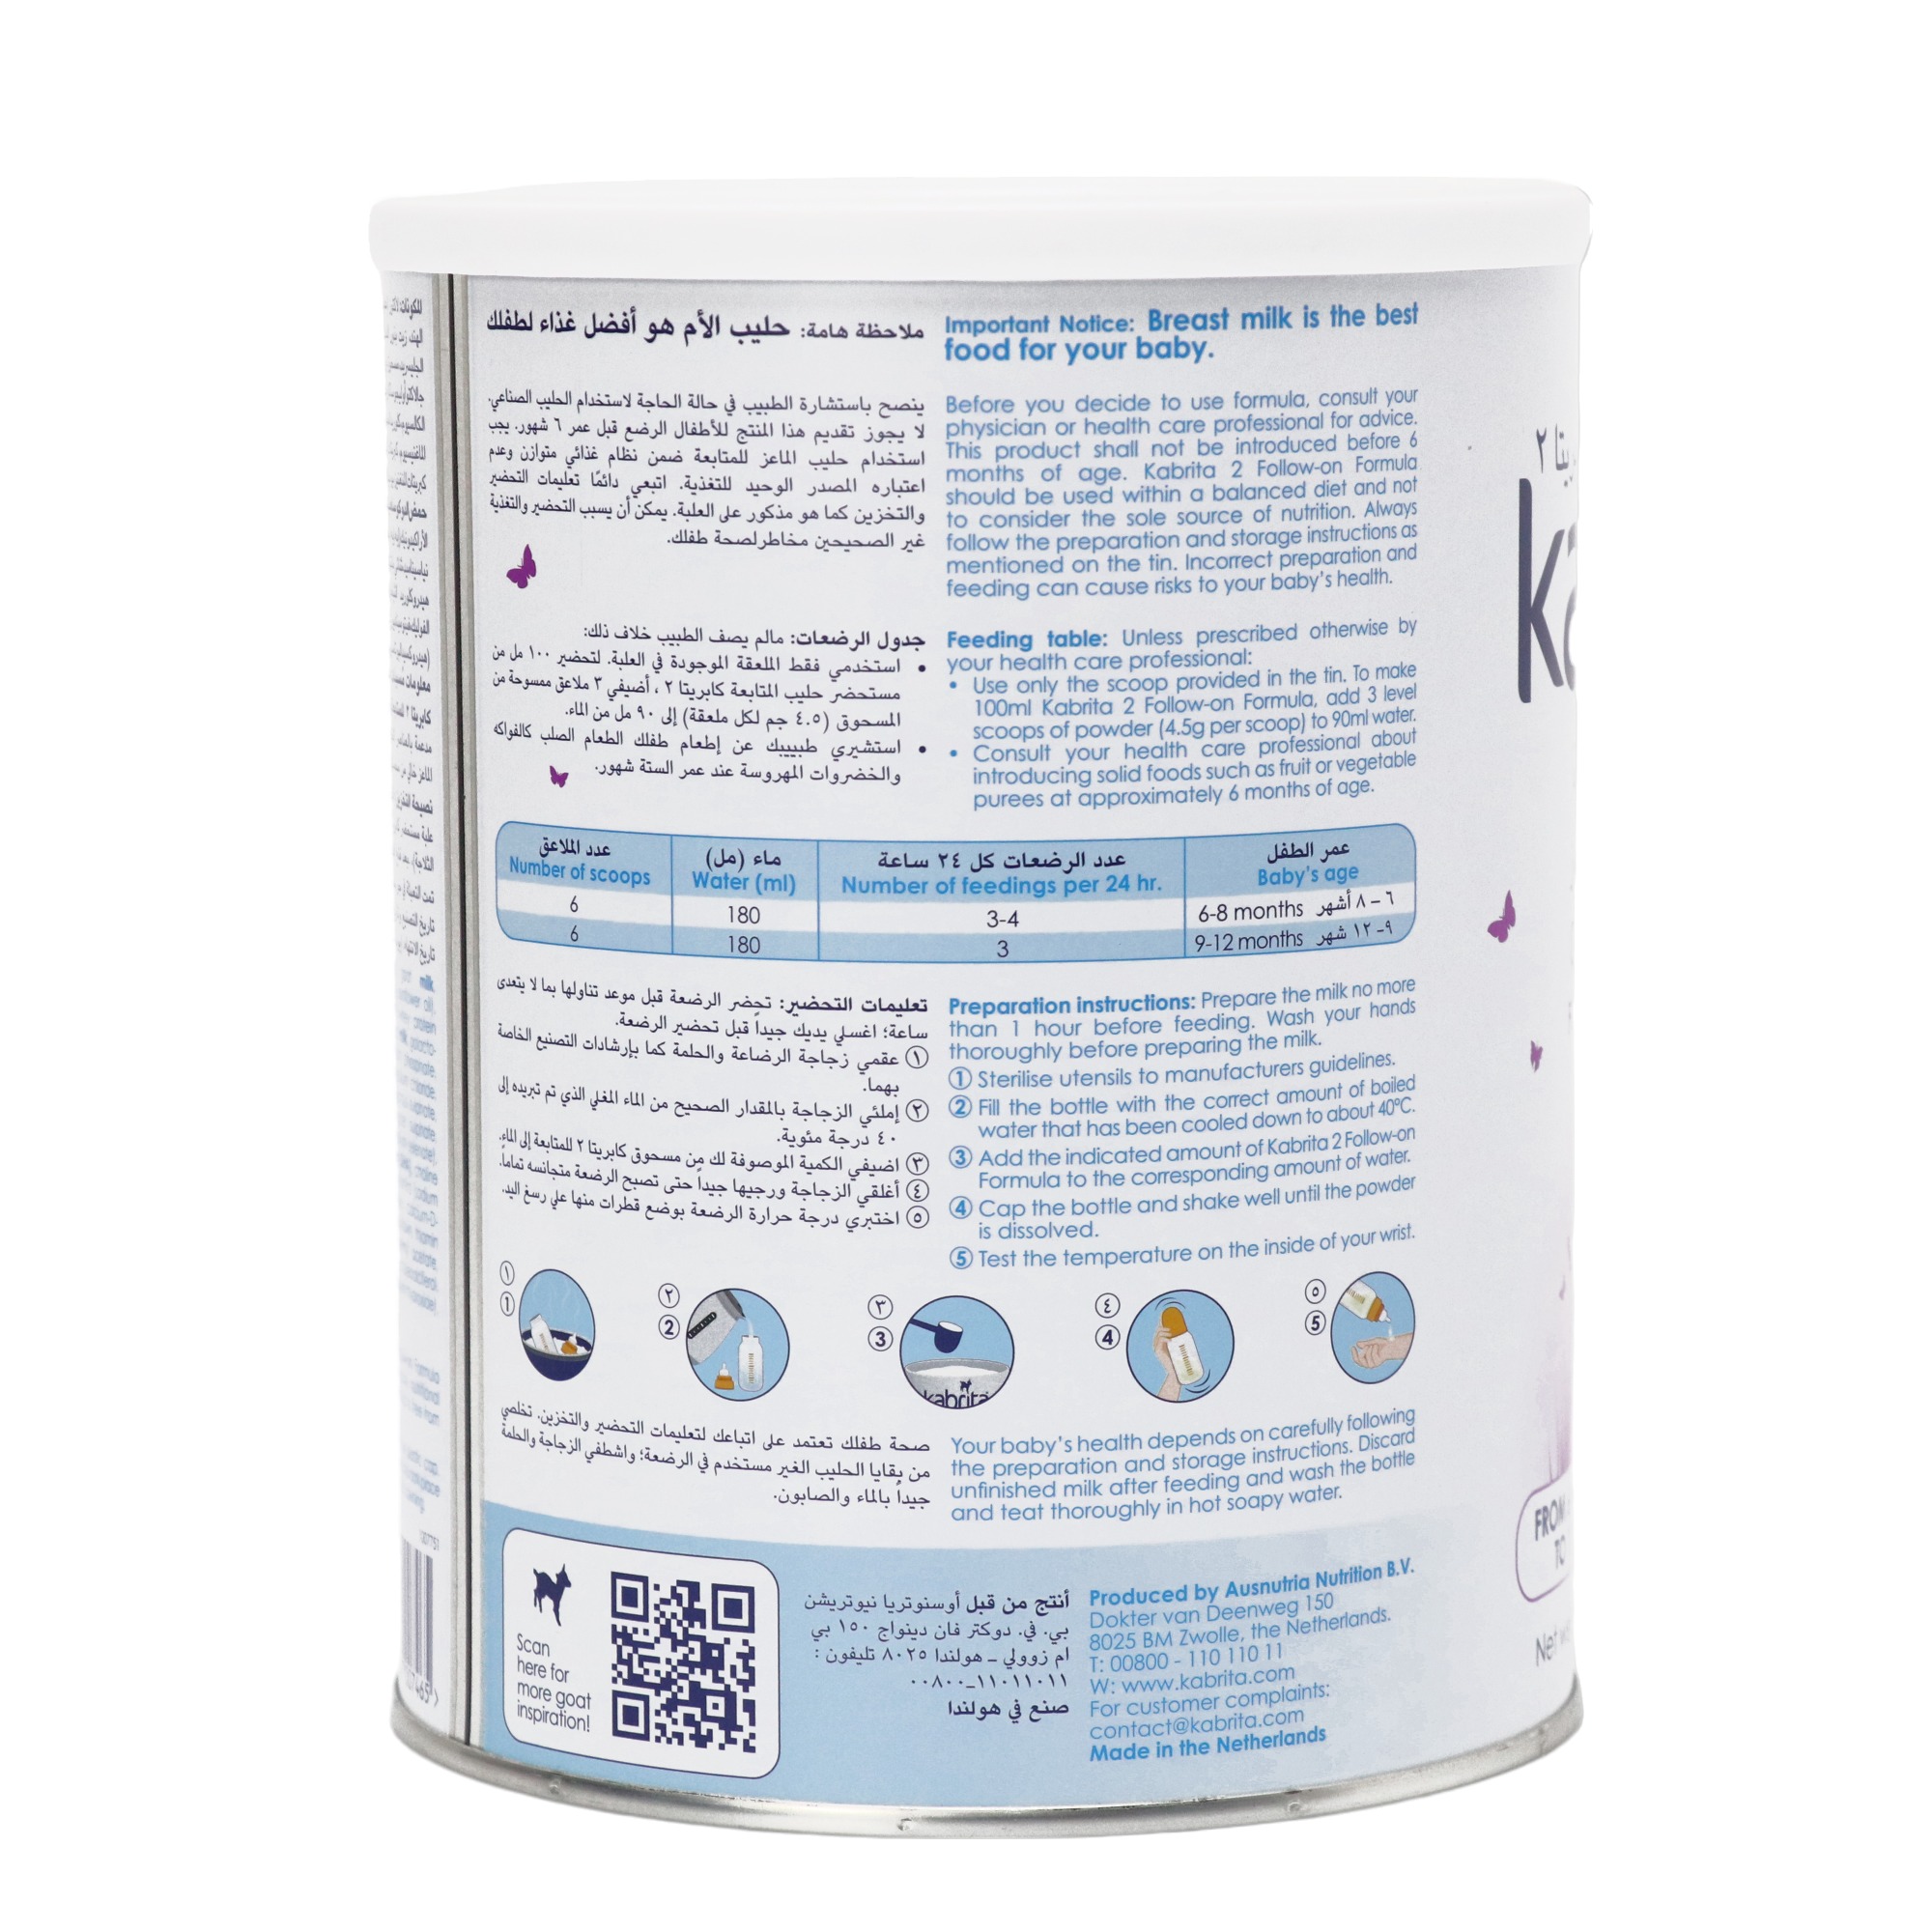 ملاحظة هامة: حليب الأم هو أفضل غذاء لطفلك
ينصح باستشارة الطبيب في حالة الحاجة لاستخدام الحليب الصناعي.
لا يجوز تقديم هذا المنتج للأطفال الرضع قبل عمر ٦ شهور. يجب
استخدام حليب الماعز للمتابعة ضمن نظام غذائي متوازن وعدم
اعتباره المصدر الوحيد للتغذية. اتبعي دائمًا تعليمات التحضير
والتخزين كما هو مذكور على العلبة. يمكن أن يسبب التحضير والتغذية
غير الصحيحين مخاطر لصحة طفلك.
Important Notice: Breast milk is the best
food for your baby.
Before you decide to use formula, consult your
physician or health care professional for advice.
This product shall not be introduced before 6
months of age. Kabrita 2 Follow-on Formula
should be used within a balanced diet and not
to consider the sole source of nutrition. Always
follow the preparation and storage instructions as
mentioned on the tin. Incorrect preparation and
feeding can cause risks to your baby's health.
جدول الرضعات: مالم يصف الطبيب خلاف ذلك:
• استخدمي فقط الملعقة الموجودة في العلبة. لتحضير ١٠٠ مل من
مستحضر حليب المتابعة كابريتا ٢ ، أضيفي ٣ ملاعق ممسوحة من
المسحوق (٤.٥ جم لكل ملعقة) إلى ٩٠ مل من الماء.
• استشيري طبيبيك عن إطعام طفلك الطعام الصلب كالفواكه
والخضروات المهروسة عند عمر الستة شهور.
Feeding table: Unless prescribed otherwise by
your health care professional:
• Use only the scoop provided in the tin. To make
100ml Kabrita 2 Follow-on Formula, add 3 level
scoops of powder (4.5g per scoop) to 90ml water.
• Consult your health care professional about
introducing solid foods such as fruit or vegetable
purees at approximately 6 months of age.
عدد الملاعق ماء (مل) عدد الرضعات كل ٢٤ ساعة عمر الطفل
Number of scoops Water (ml) Number of feedings per 24 hr. Baby's age
6 180 3-4 6-8 months ٦ – ٨ أشهر
6 180 3 9-12 months ٩- ١٢ شهر
تعليمات التحضير: تحضر الرضعة قبل موعد تناولها بما لا يتعدى
ساعة؛ اغسلي يديك جيداً قبل تحضير الرضعة.
١ عقمي زجاجة الرضاعة والحلمة كما بإرشادات التصنيع الخاصة
بهما.
٢ إملئي الزجاجة بالمقدار الصحيح من الماء المغلي الذي تم تبريده إلى
٤٠ درجة مئوية.
٣ اضيفي الكمية الموصوفة لك من مسحوق كابريتا ٢ للمتابعة إلى الماء.
٤ أغلقي الزجاجة ورجيها جيداً حتى تصبح الرضعة متجانسه تماماً.
٥ اختبري درجة حرارة الرضعة بوضع قطرات منها علي رسغ اليد.
Preparation instructions: Prepare the milk no more
than 1 hour before feeding. Wash your hands
thoroughly before preparing the milk.
1 Sterilise utensils to manufacturers guidelines.
2 Fill the bottle with the correct amount of boiled
water that has been cooled down to about 40°C.
3 Add the indicated amount of Kabrita 2 Follow-on
Formula to the corresponding amount of water.
4 Cap the bottle and shake well until the powder
is dissolved.
5 Test the temperature on the inside of your wrist.
١ ٢ ٣ ٤ ٥
1 2 3 4 5
kabrita
صحة طفلك تعتمد على اتباعك لتعليمات التحضير والتخزين. تخلصي
من بقايا الحليب الغير مستخدم في الرضعة؛ واشطفي الزجاجة والحلمة
جيداً بالماء والصابون.
Your baby's health depends on carefully following
the preparation and storage instructions. Discard
unfinished milk after feeding and wash the bottle
and teat thoroughly in hot soapy water.
Scan
here for
more goat
inspiration!
أنتج من قبل أوسنوتريا نيوتريشن
بي. في. دوكتر فان دينواج ١٥٠ بي
ام زوولي – هولندا ٨٠٢٥ تليفون :
٠٠٨٠٠–١١٠١١٠١١
صنع في هولندا
Produced by Ausnutria Nutrition B.V.
Dokter van Deenweg 150
8025 BM Zwolle, the Netherlands.
T: 00800 - 110 110 11
W: www.kabrita.com
For customer complaints:
contact@kabrita.com
Made in the Netherlands
FROM
TO
Net